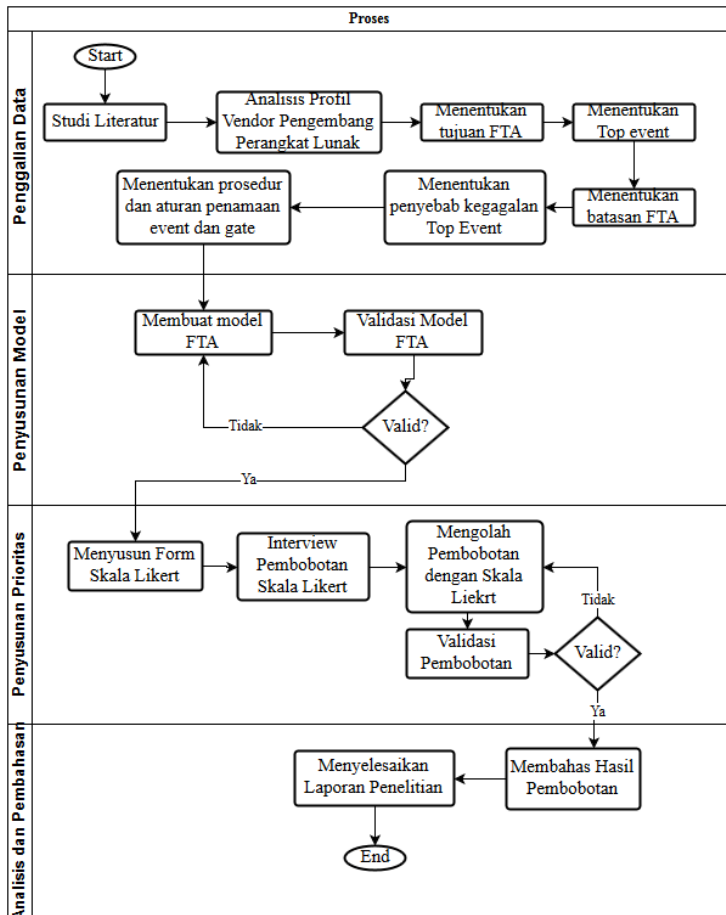 Proses
Penggalian Data
Start
Studi Literatur
Analisis Profil
Vendor Pengembang
Perangkat Lunak
Menentukan
tujuan FTA
Menentukan
Top event
Menentukan
batasan FTA
Menentukan
penyebab kegagalan
Top Event
Menentukan prosedur
dan aturan penamaan
event dan gate
Penyusunan Model
Membuat model
FTA
Validasi Model
FTA
Valid?
Tidak
Ya
Penyusunan Prioritas
Menyusun Form
Skala Likert
Interview
Pembobotan
Skala Likert
Mengolah
Pembobotan
dengan Skala
Liekrt
Validasi
Pembobotan
Valid?
Tidak
Ya
Analisis dan Pembahasan
Membahas Hasil
Pembobotan
Menyelesaikan
Laporan Penelitian
End